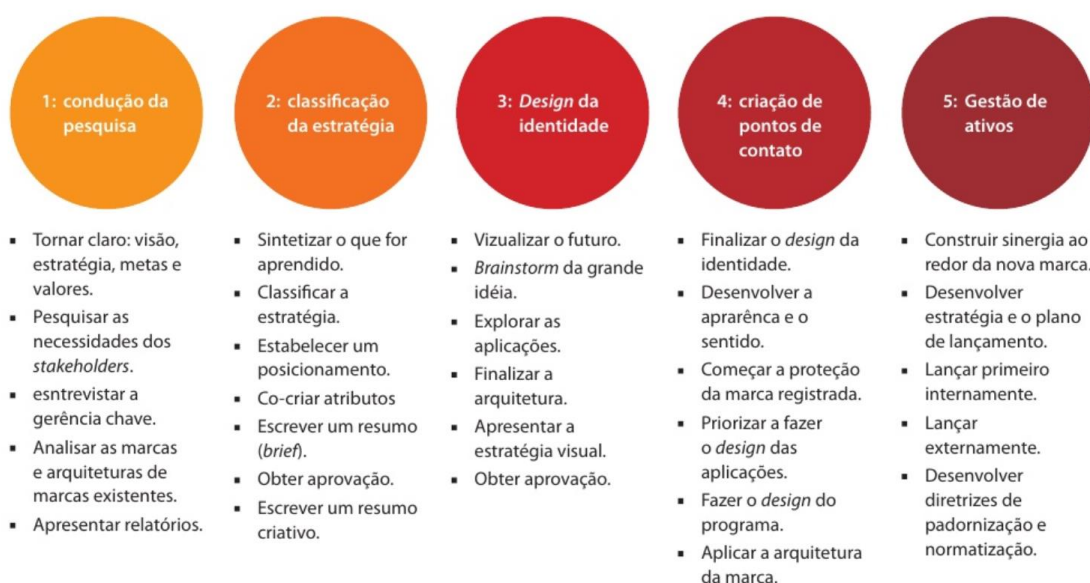 1: condução da
pesquisa
2: classificação
da estratégia
3: Design da
identidade
4: criação de
pontos de
contato
5: Gestão de
ativos
▪ Tornar claro: visão,
estratégia, metas e
valores.
▪ Pesquisar as
necessidades dos
stakeholders.
▪ esntrevistar a
gerência chave.
▪ Analisar as marcas
e arquiteturas de
marcas existentes.
▪ Apresentar relatórios.
▪ Sintetizar o que for
aprendido.
▪ Classificar a
estratégia.
▪ Estabelecer um
posicionamento.
▪ Co-criar atributos
▪ Escrever um resumo
(brief).
▪ Obter aprovação.
▪ Escrever um resumo
criativo.
▪ Vizualizar o futuro.
▪ Brainstorm da grande
idéia.
▪ Explorar as
aplicações.
▪ Finalizar a
arquitetura.
▪ Apresentar a
estratégia visual.
▪ Obter aprovação.
▪ Finalizar o design da
identidade.
▪ Desenvolver a
aprarênca e o
sentido.
▪ Começar a proteção
da marca registrada.
▪ Priorizar a fazer
o design das
aplicações.
▪ Fazer o design do
programa.
▪ Aplicar a arquitetura
da marca.
▪ Construir sinergia ao
redor da nova marca.
▪ Desenvolver
estratégia e o plano
de lançamento.
▪ Lançar primeiro
internamente.
▪ Lançar
externamente.
▪ Desenvolver
diretrizes de
padornização e
normatização.